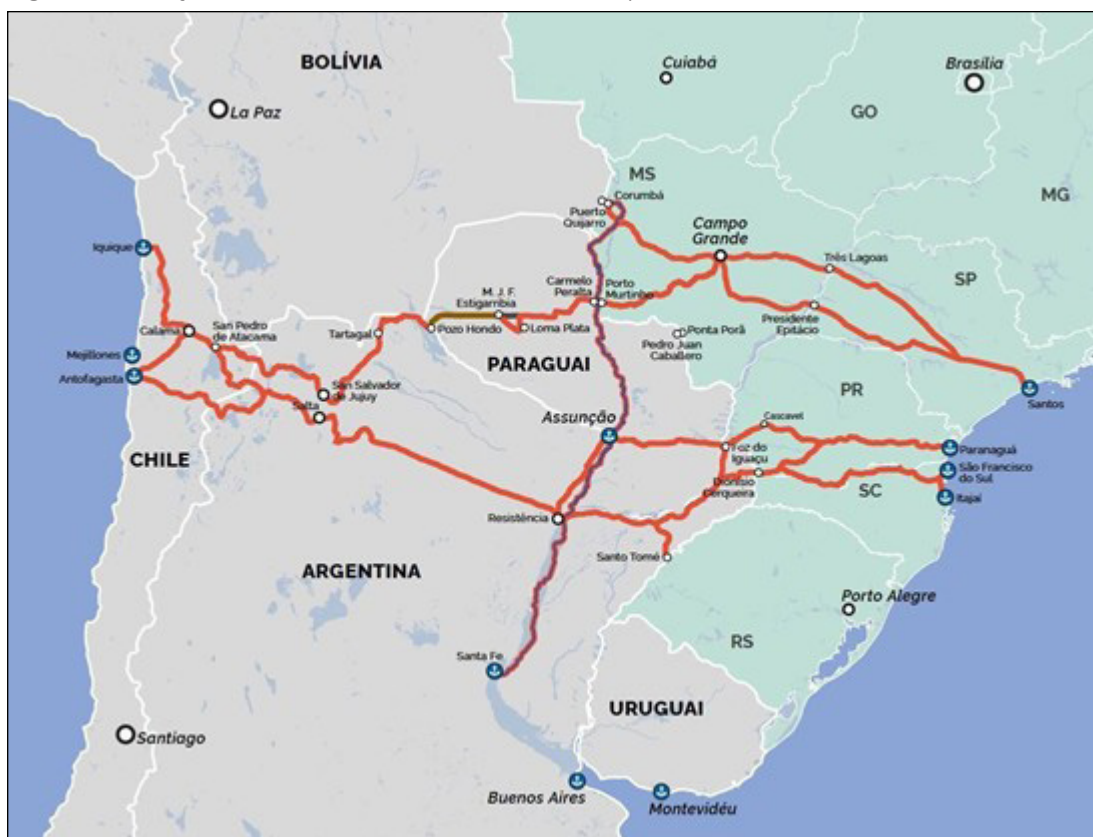 BOLÍVIA
Cuiabá
Brasília
La Paz
GO
MS
MG
Corumbá
Puerto
Quijarro
Campo
Grande
Iquique
Três Lagoas
SP
Carmelo
Peralta
Porto
Murtinho
M. J. F.
Estigarribia
Calama
San Pedro
de Atacama
Tartagal
Pozo Hondo
Loma Plata
Presidente
Epitácio
Ponta Porã
Pedro Juan
Caballero
Mejillones
Antofagasta
PARAGUAI
San Salvador
de Jujuy
Salta
Santos
PR
Assunção
Cascavel
CHILE
Foz do
Iguaçu
Paranaguá
São Francisco
do Sul
Dionísio
Cerqueira
SC
Itajaí
Resistência
Santo Tomé
ARGENTINA
Porto Alegre
RS
Santa Fe
URUGUAI
Santiago
Buenos Aires
Montevidéu